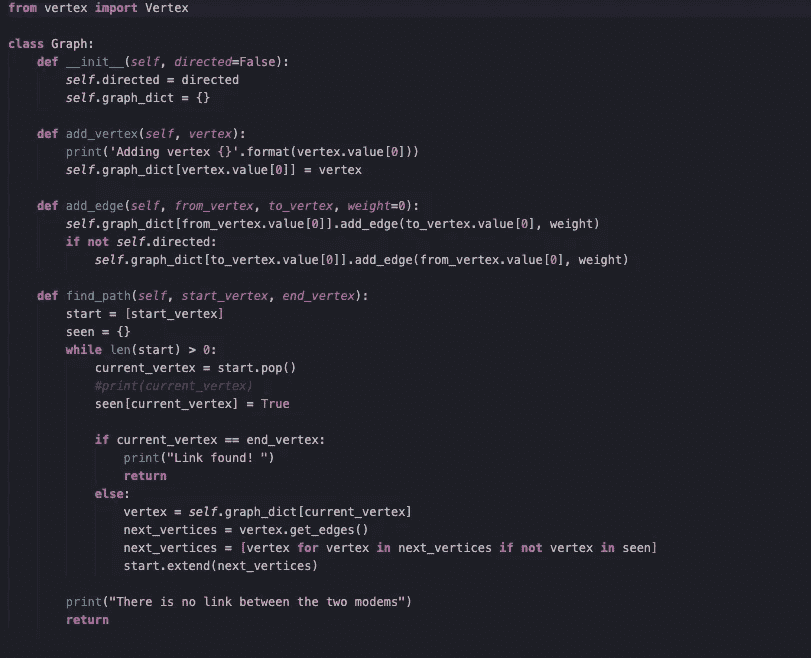 from vertex import Vertex
class Graph:
    def __init__(self, directed=False):
        self.directed = directed
        self.graph_dict = {}
    def add_vertex(self, vertex):
        print('Adding vertex {}'.format(vertex.value[0]))
        self.graph_dict[vertex.value[0]] = vertex
    def add_edge(self, from_vertex, to_vertex, weight=0):
        self.graph_dict[from_vertex.value[0]].add_edge(to_vertex.value[0], weight)
        if not self.directed:
            self.graph_dict[to_vertex.value[0]].add_edge(from_vertex.value[0], weight)
    def find_path(self, start_vertex, end_vertex):
        start = [start_vertex]
        seen = {}
        while len(start) > 0:
            current_vertex = start.pop()
            #print(current_vertex)
            seen[current_vertex] = True
            if current_vertex == end_vertex:
                print("Link found! ")
                return
            else:
                vertex = self.graph_dict[current_vertex]
                next_vertices = vertex.get_edges()
                next_vertices = [vertex for vertex in next_vertices if not vertex in seen]
                start.extend(next_vertices)
        print("There is no link between the two modems")
        return